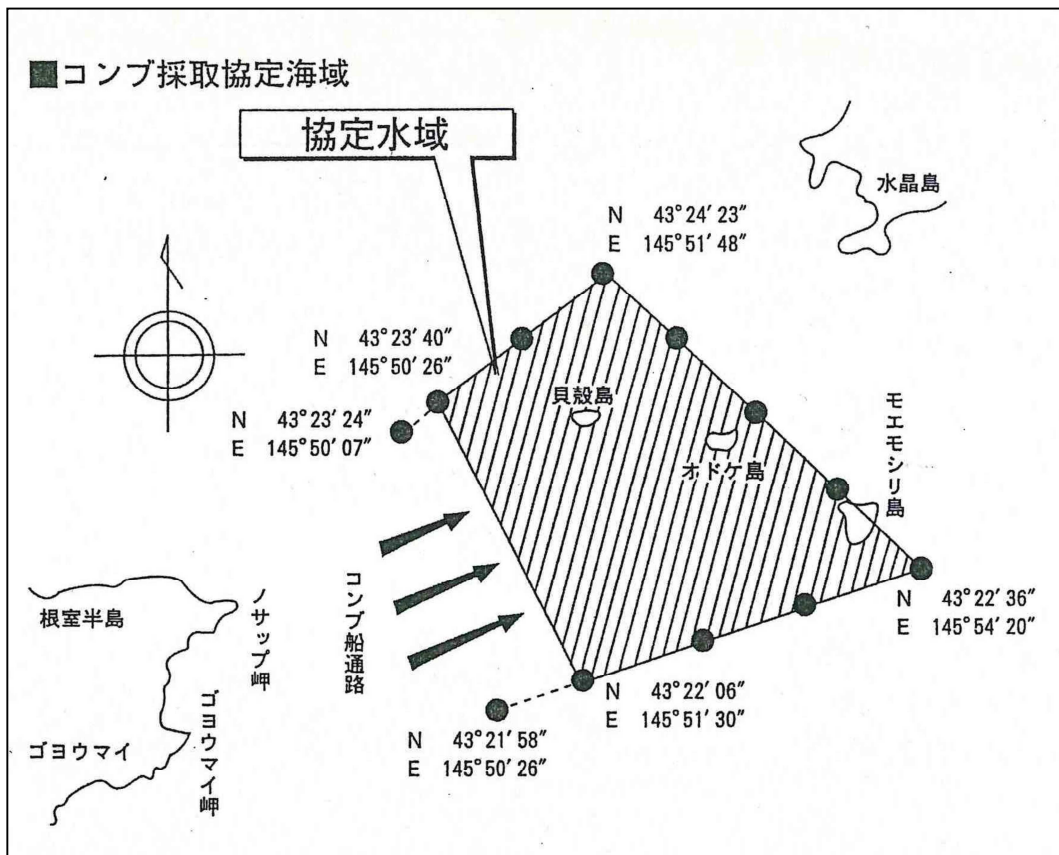 ■コンブ採取協定海域
協定水域
水晶島
N 43°24′23″
E 145°51′48″
N 43°23′40″
E 145°50′26″
N 43°23′24″
E 145°50′07″
貝殻島
オドケ島
モエモシリ島
コンブ船通路
根室半島
ノサップ岬
ゴヨウマイ
ゴヨウマイ岬
N 43°22′36″
E 145°54′20″
N 43°22′06″
E 145°51′30″
N 43°21′58″
E 145°50′26″